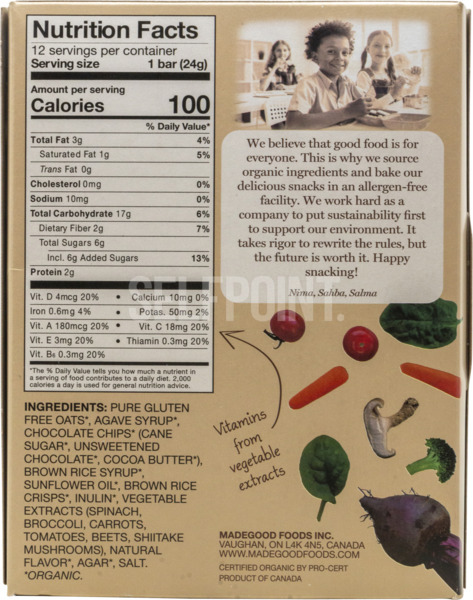 Nutrition Facts
12 servings per container
Serving size 1 bar (24g)
Amount per serving
Calories 100
% Daily Value*
Total Fat 3g 4%
Saturated Fat 1g 5%
Trans Fat 0g
Cholesterol 0mg 0%
Sodium 10mg 0%
Total Carbohydrate 17g 6%
Dietary Fiber 2g 7%
Total Sugars 6g
Incl. 6g Added Sugars 13%
Protein 2g
Vit. D 4mcg 20% • Calcium 10mg 0%
Iron 0.6mg 4% • Potas. 50mg 2%
Vit. A 180mcg 20% • Vit. C 18mg 20%
Vit. E 3mg 20% • Thiamin 0.3mg 20%
Vit. B₆ 0.3mg 20%
*The % Daily Value tells you how much a nutrient in
a serving of food contributes to a daily diet. 2,000
calories a day is used for general nutrition advice.
INGREDIENTS: PURE GLUTEN
FREE OATS*, AGAVE SYRUP*,
CHOCOLATE CHIPS* (CANE
SUGAR*, UNSWEETENED
CHOCOLATE*, COCOA BUTTER*),
BROWN RICE SYRUP*,
SUNFLOWER OIL*, BROWN RICE
CRISPS*, INULIN*, VEGETABLE
EXTRACTS (SPINACH,
BROCCOLI, CARROTS,
TOMATOES, BEETS, SHIITAKE
MUSHROOMS), NATURAL
FLAVOR*, AGAR*, SALT.
*ORGANIC.
We believe that good food is for
everyone. This is why we source
organic ingredients and bake our
delicious snacks in an allergen-free
facility. We work hard as a
company to put sustainability first
to support our environment. It
takes rigor to rewrite the rules, but
the future is worth it. Happy
snacking!
Nima, Sahba, Salma
SELFPOINT.
Vitamins
from
vegetable
extracts
MADEGOOD FOODS INC.
VAUGHAN, ON L4K 4N5, CANADA
WWW.MADEGOODFOODS.COM
CERTIFIED ORGANIC BY PRO-CERT
PRODUCT OF CANADA